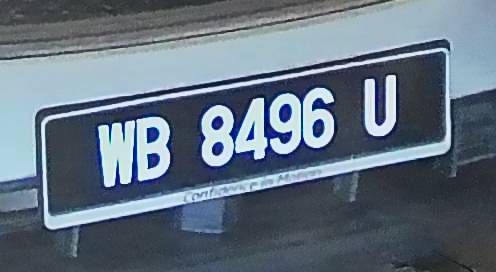 WB 8496 U
Confidence in Motion